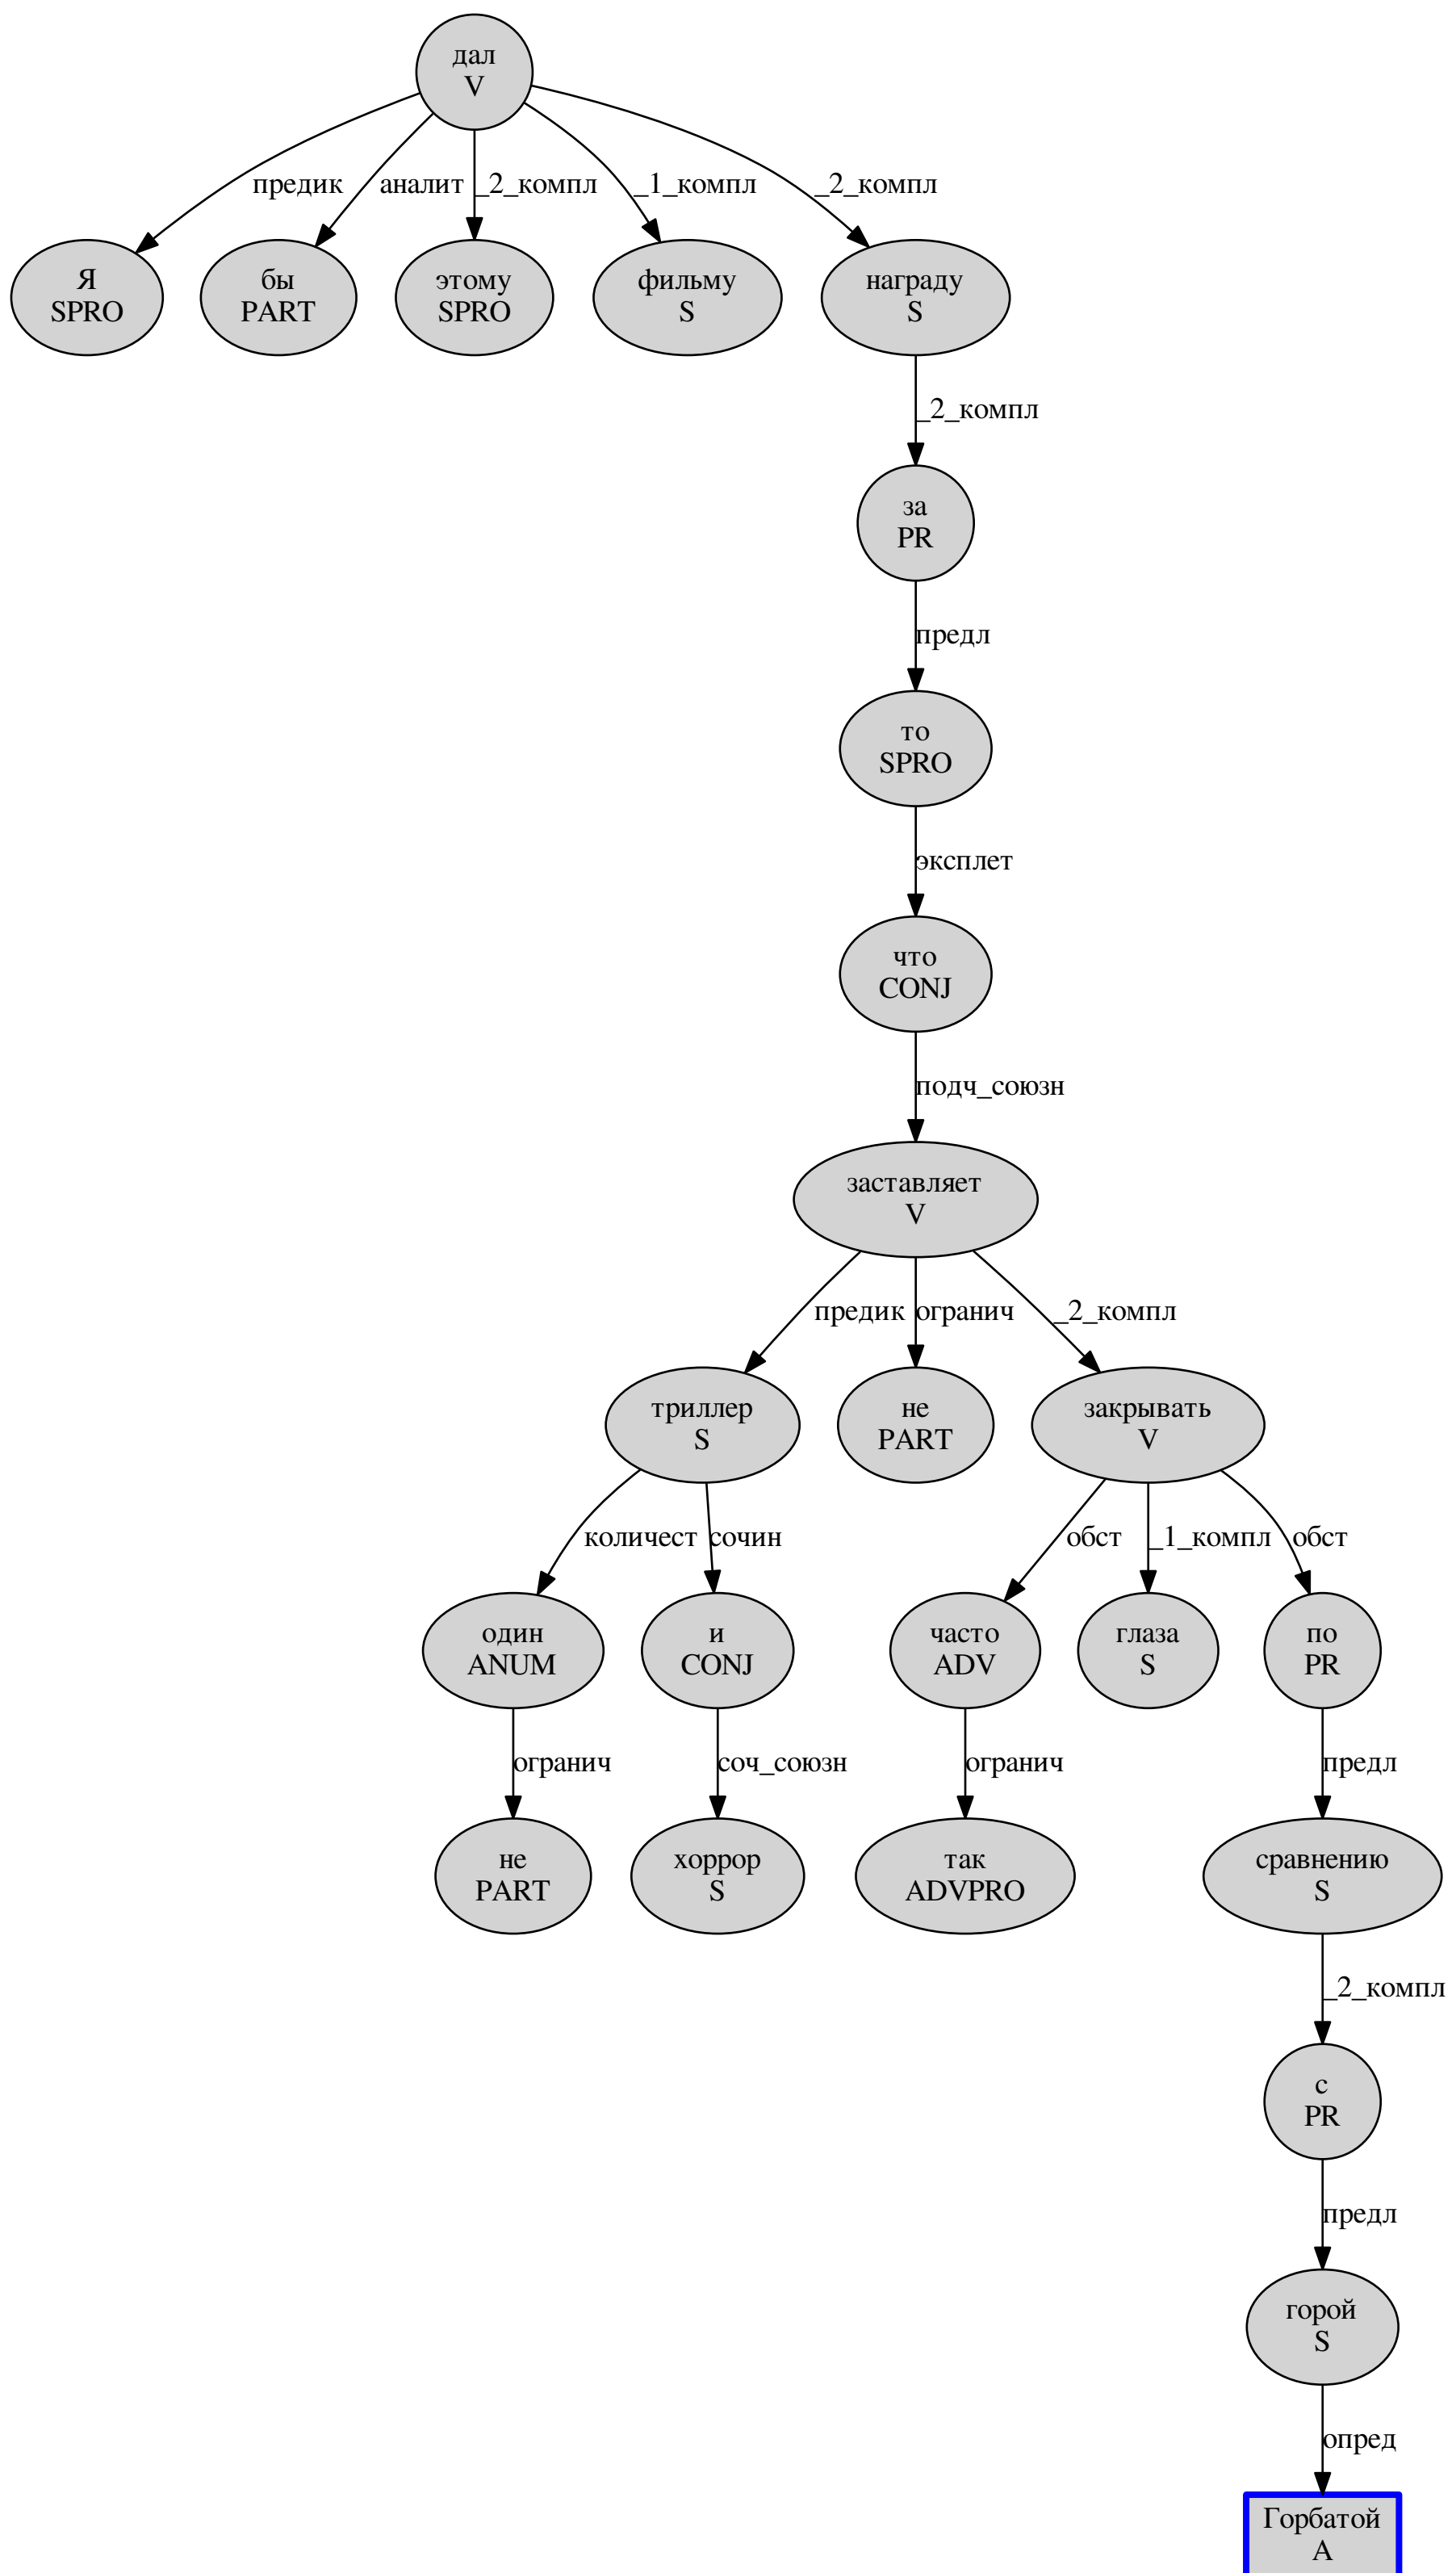 дал
V
предик
аналит
_2_компл
_1_компл
_2_компл
Я
SPRO
бы
PART
этому
SPRO
фильму
S
награду
S
_2_компл
за
PR
предл
то
SPRO
эксплет
что
CONJ
подч_союзн
заставляет
V
предик
огранич
_2_компл
триллер
S
не
PART
закрывать
V
количест
сочин
обст
_1_компл
обст
один
ANUM
и
CONJ
часто
ADV
глаза
S
по
PR
огранич
соч_союзн
огранич
предл
не
PART
хоррор
S
так
ADVPRO
сравнению
S
_2_компл
с
PR
предл
горой
S
опред
Горбатой
A